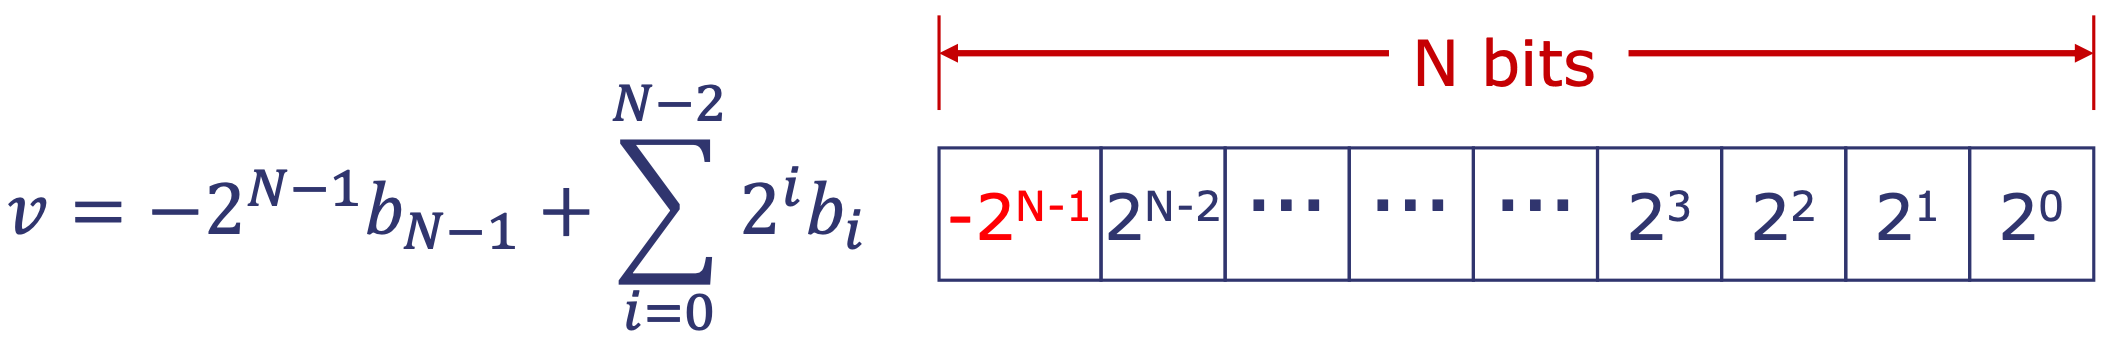 N bits
v = −2^{N−1}b_{N−1} + \sum_{i=0}^{N−2} 2^i b_i
-2^{N-1} 2^{N-2} ... ... ... 2^3 2^2 2^1 2^0